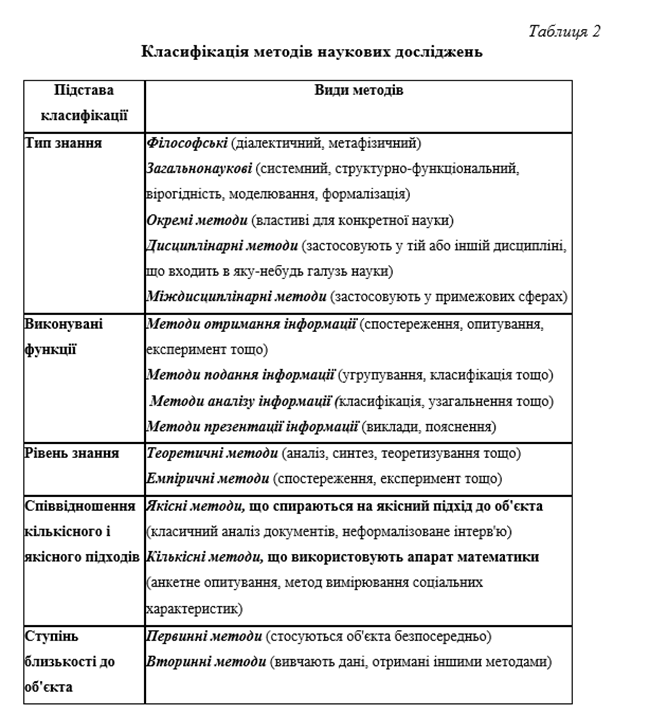 Таблиця 2
Класифікація методів наукових досліджень
Підстава
класифікації
Види методів
Тип знання
Філософські (діалектичний, метафізичний)
Загальнонаукові (системний, структурно-функціональний,
вірогідність, моделювання, формалізація)
Окремі методи (властиві для конкретної науки)
Дисциплінарні методи (застосовують у тій або іншій дисципліні,
що входить в яку-небудь галузь науки)
Міждисциплінарні методи (застосовують у примежових сферах)
Виконувані
функції
Методи отримання інформації (спостереження, опитування,
експеримент тощо)
Методи подання інформації (угрупування, класифікація тощо)
Методи аналізу інформації (класифікація, узагальнення тощо)
Методи презентації інформації (виклади, пояснення)
Рівень знання
Теоретичні методи (аналіз, синтез, теоретизування тощо)
Емпіричні методи (спостереження, експеримент тощо)
Співвідношення
кількісного і
якісного підходів
Якісні методи, що спираються на якісний підхід до об'єкта
(класичний аналіз документів, неформалізоване інтерв'ю)
Кількісні методи, що використовують апарат математики
(анкетне опитування, метод вимірювання соціальних
характеристик)
Ступінь
близькості до
об'єкта
Первинні методи (стосуються об'єкта безпосередньо)
Вторинні методи (вивчають дані, отримані іншими методами)